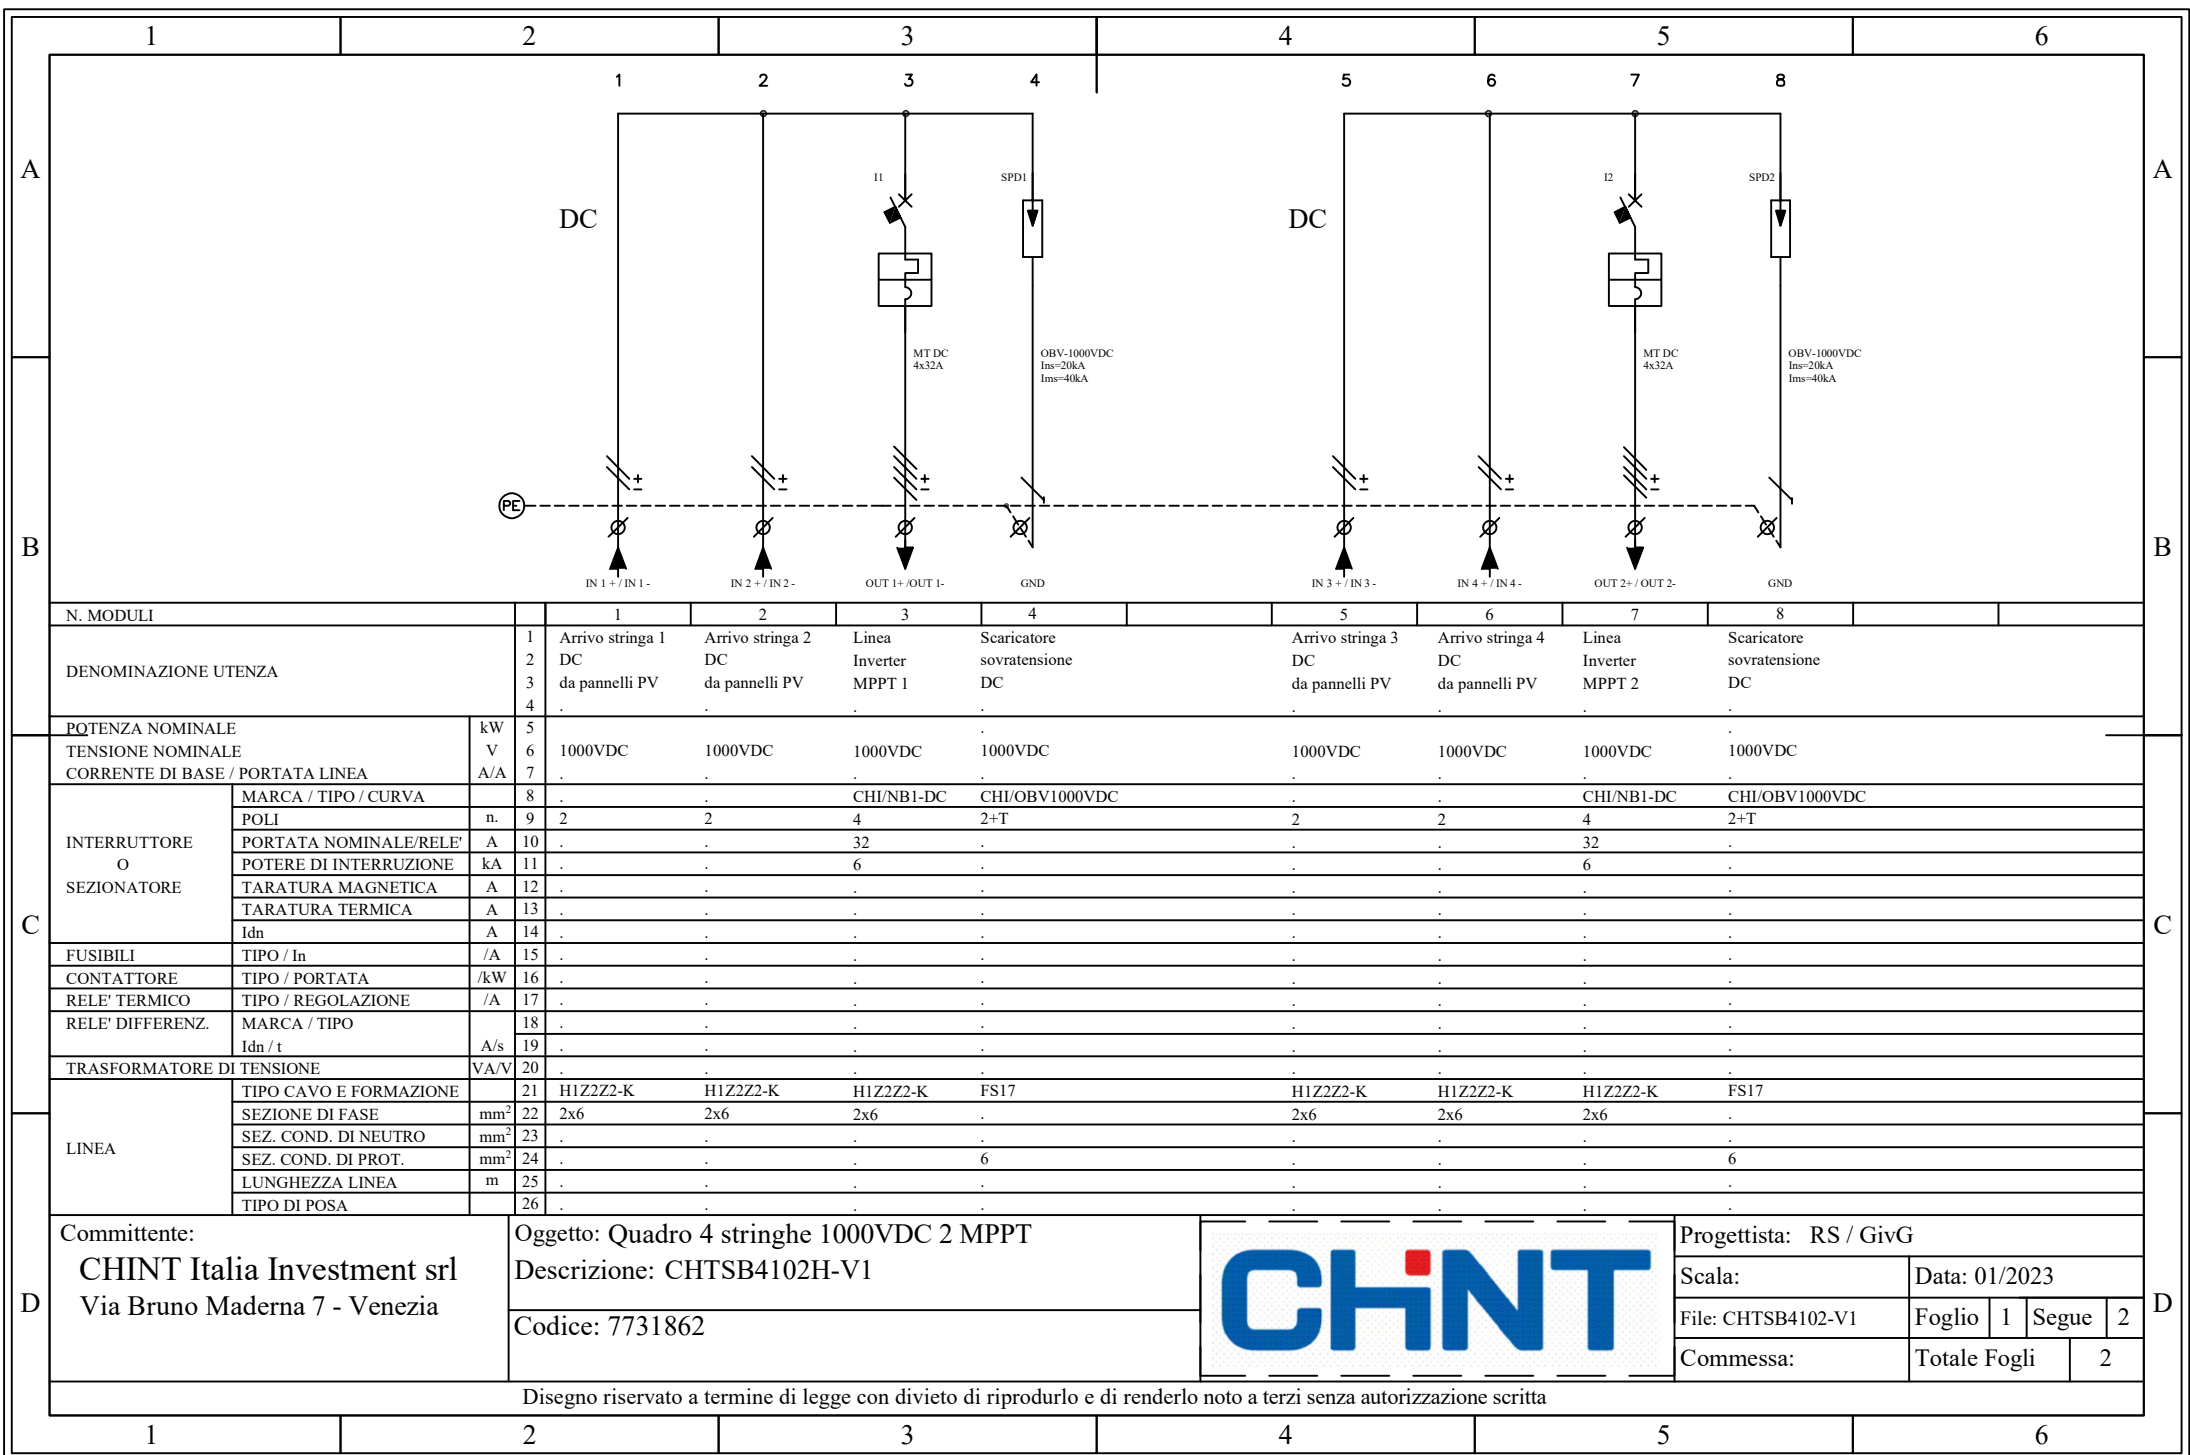 1 2 3 4 5 6
1 2 3 4 5 6 7 8
A A
I1 SPD1 I2 SPD2
DC DC
MT DC
4x32A
OBV-1000VDC
Ins=20kA
Ims=40kA
MT DC
4x32A
OBV-1000VDC
Ins=20kA
Ims=40kA
+ + + + + +
- - - - - -
PE
B B
IN 1 + / IN 1 - IN 2 + / IN 2 - OUT 1+ /OUT 1- GND IN 3 + / IN 3 - IN 4 + / IN 4 - OUT 2+ / OUT 2- GND
N. MODULI 1 2 3 4 5 6 7 8
DENOMINAZIONE UTENZA
1 Arrivo stringa 1 Arrivo stringa 2 Linea Scaricatore Arrivo stringa 3 Arrivo stringa 4 Linea Scaricatore
2 DC DC Inverter sovratensione DC DC Inverter sovratensione
3 da pannelli PV da pannelli PV MPPT 1 DC da pannelli PV da pannelli PV MPPT 2 DC
4 . . . . . .
POTENZA NOMINALE kW 5 . .
TENSIONE NOMINALE V 6 1000VDC 1000VDC 1000VDC 1000VDC 1000VDC 1000VDC 1000VDC 1000VDC
CORRENTE DI BASE / PORTATA LINEA A/A 7 . . . . . . . .
C C
INTERRUTTORE
O
SEZIONATORE
MARCA / TIPO / CURVA 8 . . CHI/NB1-DC CHI/OBV1000VDC . . CHI/NB1-DC CHI/OBV1000VDC
POLI n. 9 2 2 4 2+T 2 2 4 2+T
PORTATA NOMINALE/RELE' A 10 . . 32 . . . 32 .
POTERE DI INTERRUZIONE kA 11 . . 6 . . . 6 .
TARATURA MAGNETICA A 12 . . . . . . . .
TARATURA TERMICA A 13 . . . . . . . .
Idn A 14 . . . . . . . .
FUSIBILI TIPO / In /A 15 . . . . . . . .
CONTATTORE TIPO / PORTATA /kW 16 . . . . . . . .
RELE' TERMICO TIPO / REGOLAZIONE /A 17 . . . . . . . .
RELE' DIFFERENZ. MARCA / TIPO 18 . . . . . . . .
Idn / t A/s 19 . . . . . . . .
TRASFORMATORE DI TENSIONE VA/V 20 . . . . . . . .
LINEA
TIPO CAVO E FORMAZIONE 21 H1Z2Z2-K H1Z2Z2-K H1Z2Z2-K FS17 H1Z2Z2-K H1Z2Z2-K H1Z2Z2-K FS17
SEZIONE DI FASE mm² 22 2x6 2x6 2x6 . 2x6 2x6 2x6 .
SEZ. COND. DI NEUTRO mm² 23 . . . . . . . .
SEZ. COND. DI PROT. mm² 24 . . . 6 . . . 6
LUNGHEZZA LINEA m 25 . . . . . . . .
TIPO DI POSA 26 . . . . . . . .
D D
Committente:
CHINT Italia Investment srl
Via Bruno Maderna 7 - Venezia
Oggetto: Quadro 4 stringhe 1000VDC 2 MPPT
Descrizione: CHTSB4102H-V1
Codice: 7731862
CHINT
Progettista: RS / GivG
Scala: Data: 01/2023
File: CHTSB4102-V1 Foglio 1 Segue 2
Commessa: Totale Fogli 2
Disegno riservato a termine di legge con divieto di riprodurlo e di renderlo noto a terzi senza autorizzazione scritta
1 2 3 4 5 6